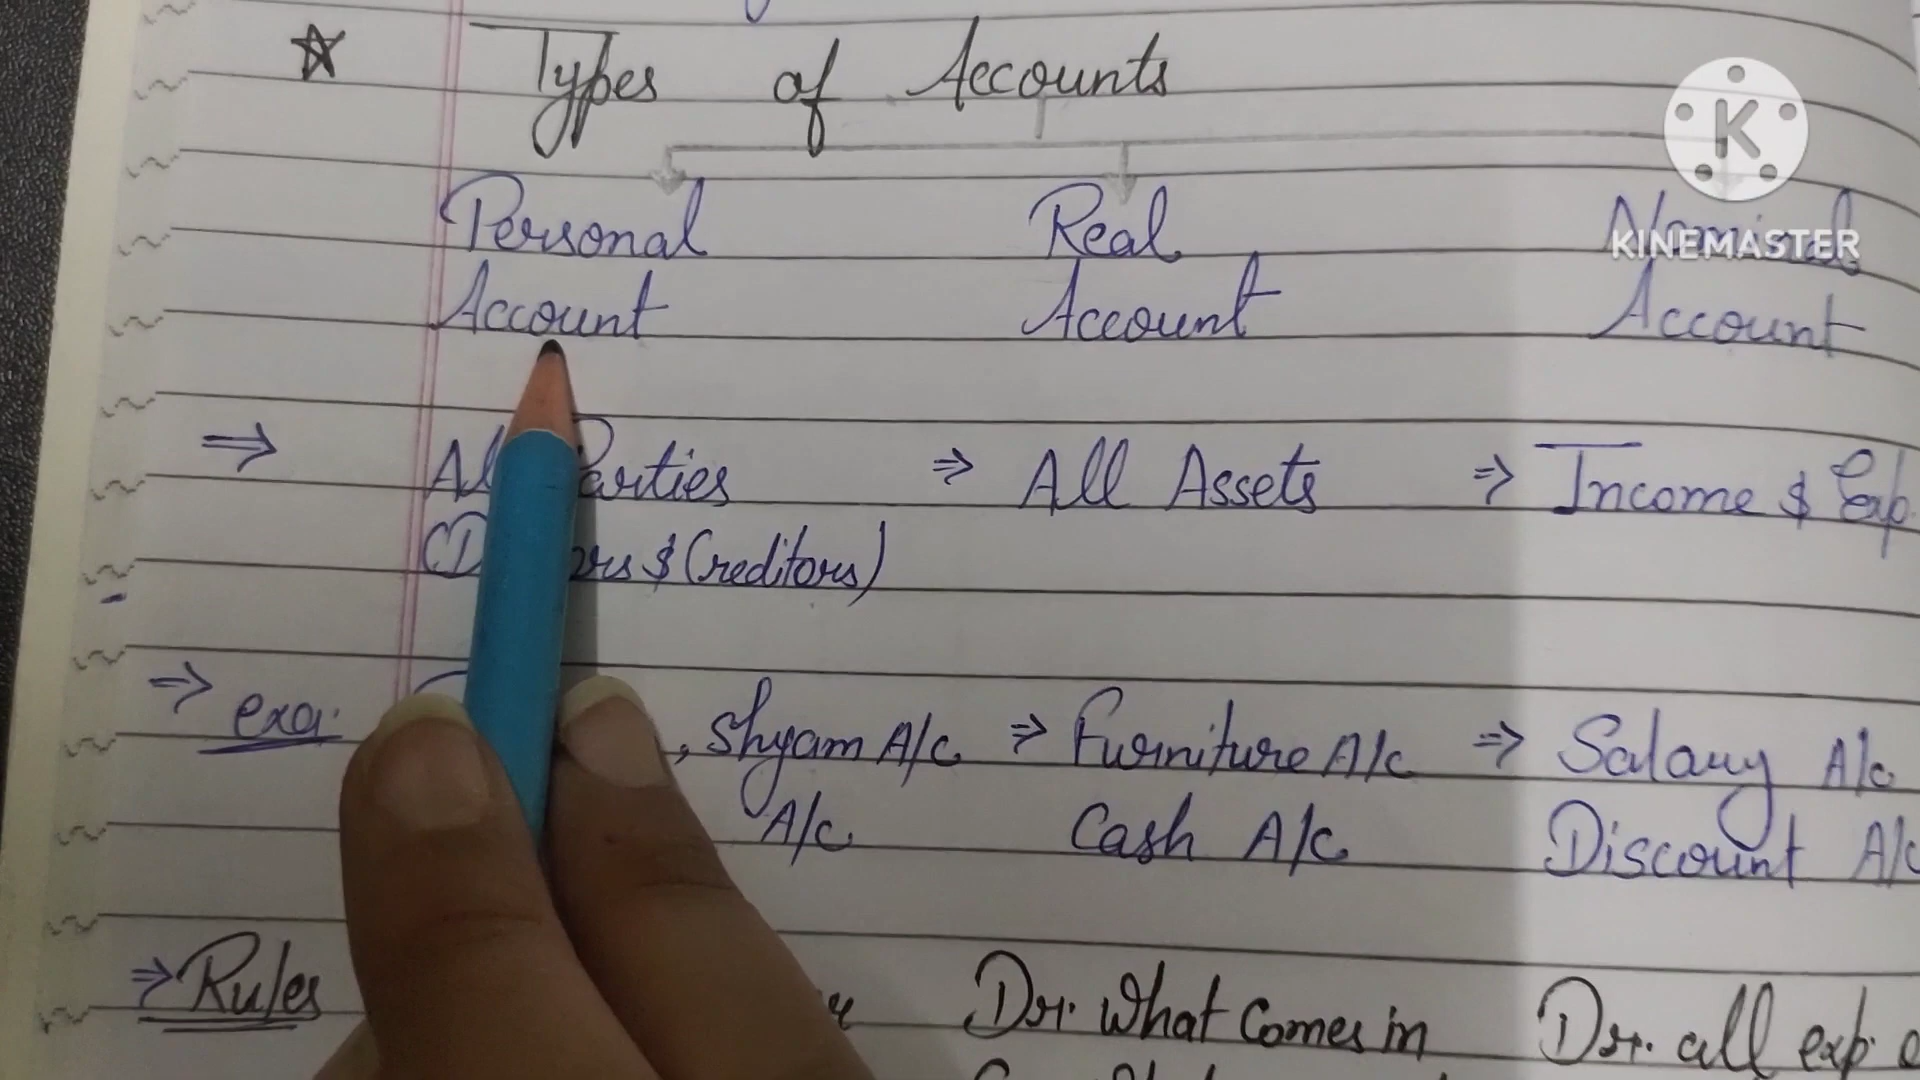 ☆ Types of Accounts
Personal Account
Real Account
Nominal Account
KINEMASTER
⇒ Parties ⇒ All Assets ⇒ Income & Exp.
& Creditors)
⇒ exa. , Shyam A/c ⇒ Furniture A/c ⇒ Salary A/c
A/c Cash A/c Discount A/c
⇒ Rules Dr. What Comes in Dr. all exp.